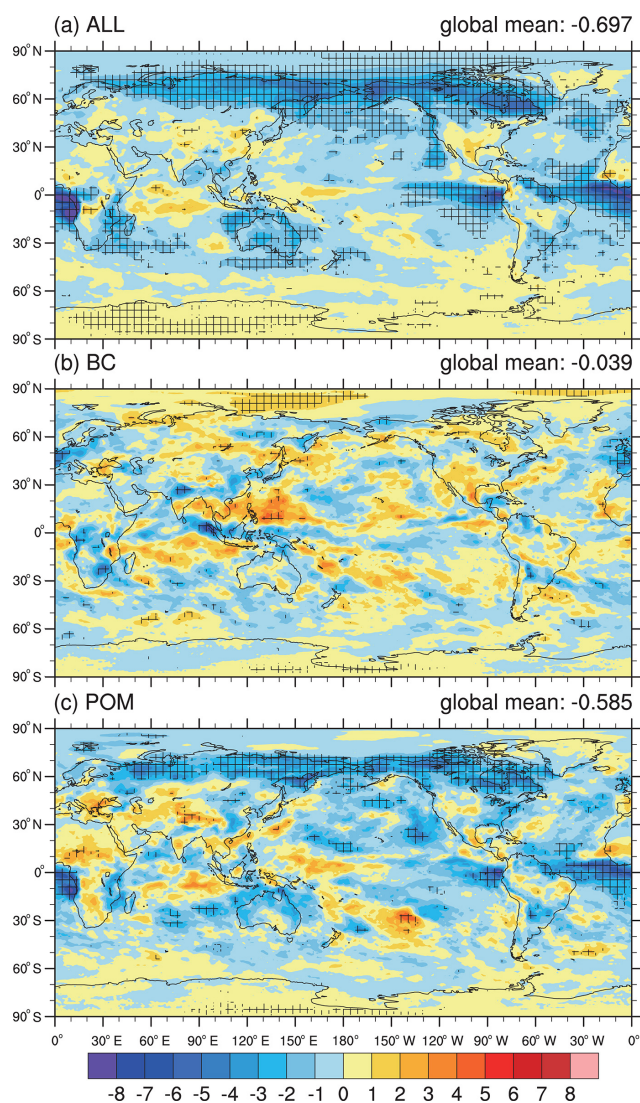 (a) ALL global mean: -0.697
90° N
60° N
30° N
0°
30° S
60° S
90° S
(b) BC global mean: -0.039
90° N
60° N
30° N
0°
30° S
60° S
90° S
(c) POM global mean: -0.585
90° N
60° N
30° N
0°
30° S
60° S
90° S
0° 30° E 60° E 90° E 120° E 150° E 180° 150° W 120° W 90° W 60° W 30° W 0°
-8 -7 -6 -5 -4 -3 -2 -1 0 1 2 3 4 5 6 7 8